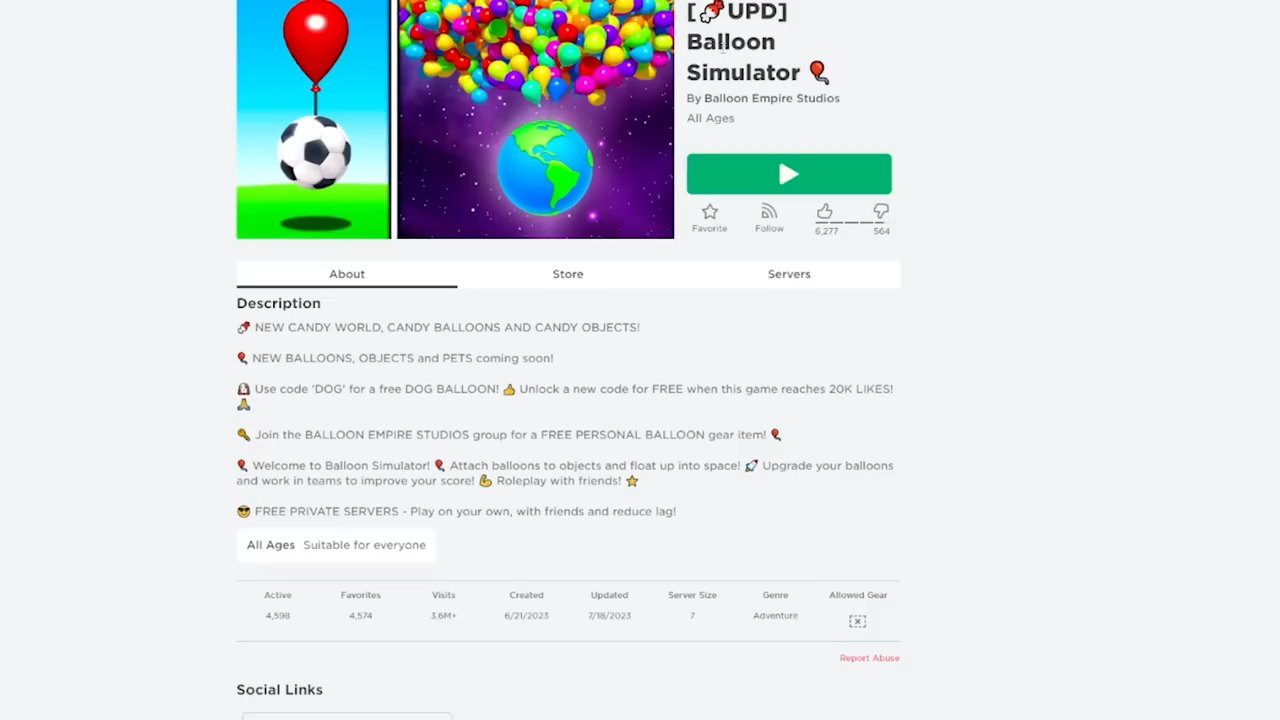 [🍬UPD]
Balloon
Simulator 🎈
By Balloon Empire Studios
All Ages
Favorite
Follow
6,277
564
About
Store
Servers
Description
🍬 NEW CANDY WORLD, CANDY BALLOONS AND CANDY OBJECTS!
🎈 NEW BALLOONS, OBJECTS and PETS coming soon!
🐶 Use code 'DOG' for a free DOG BALLOON! 👍 Unlock a new code for FREE when this game reaches 20K LIKES!
🙏
🔑 Join the BALLOON EMPIRE STUDIOS group for a FREE PERSONAL BALLOON gear item! 🎈
🎈 Welcome to Balloon Simulator! 🎈 Attach balloons to objects and float up into space! 🚀 Upgrade your balloons
and work in teams to improve your score! 💪 Roleplay with friends! ⭐
😎 FREE PRIVATE SERVERS - Play on your own, with friends and reduce lag!
All Ages Suitable for everyone
Active Favorites Visits Created Updated Server Size Genre Allowed Gear
4,598 4,574 3.6M+ 6/21/2023 7/18/2023 7 Adventure
Report Abuse
Social Links